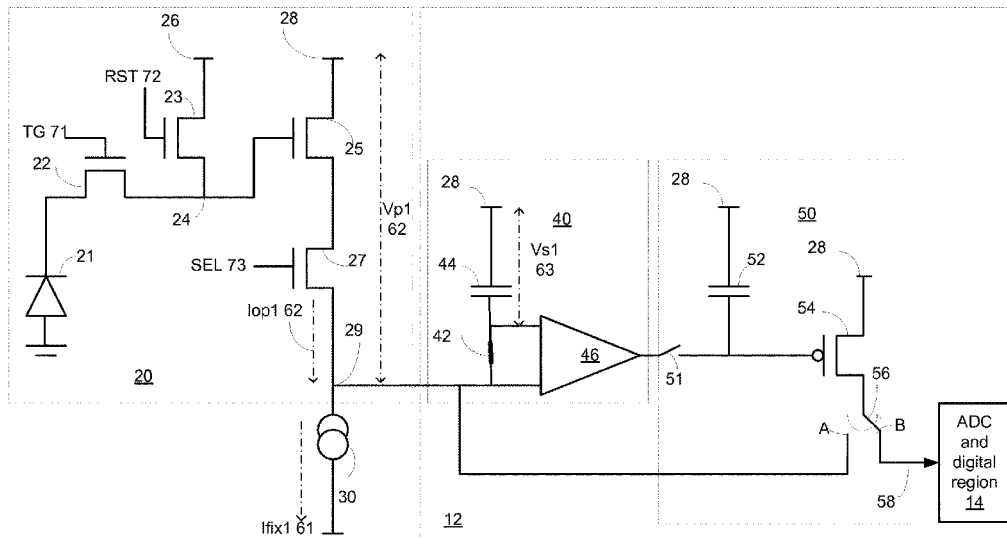 26
28
RST 72
23
TG 71
22
25
24
Vp1
62
28
40
28
50
Vs1
63
28
21
SEL 73
27
44
52
54
Iop1 62
29
42
46
51
56
A
B
ADC
and
digital
region
14
20
30
58
Ifix1 61
12